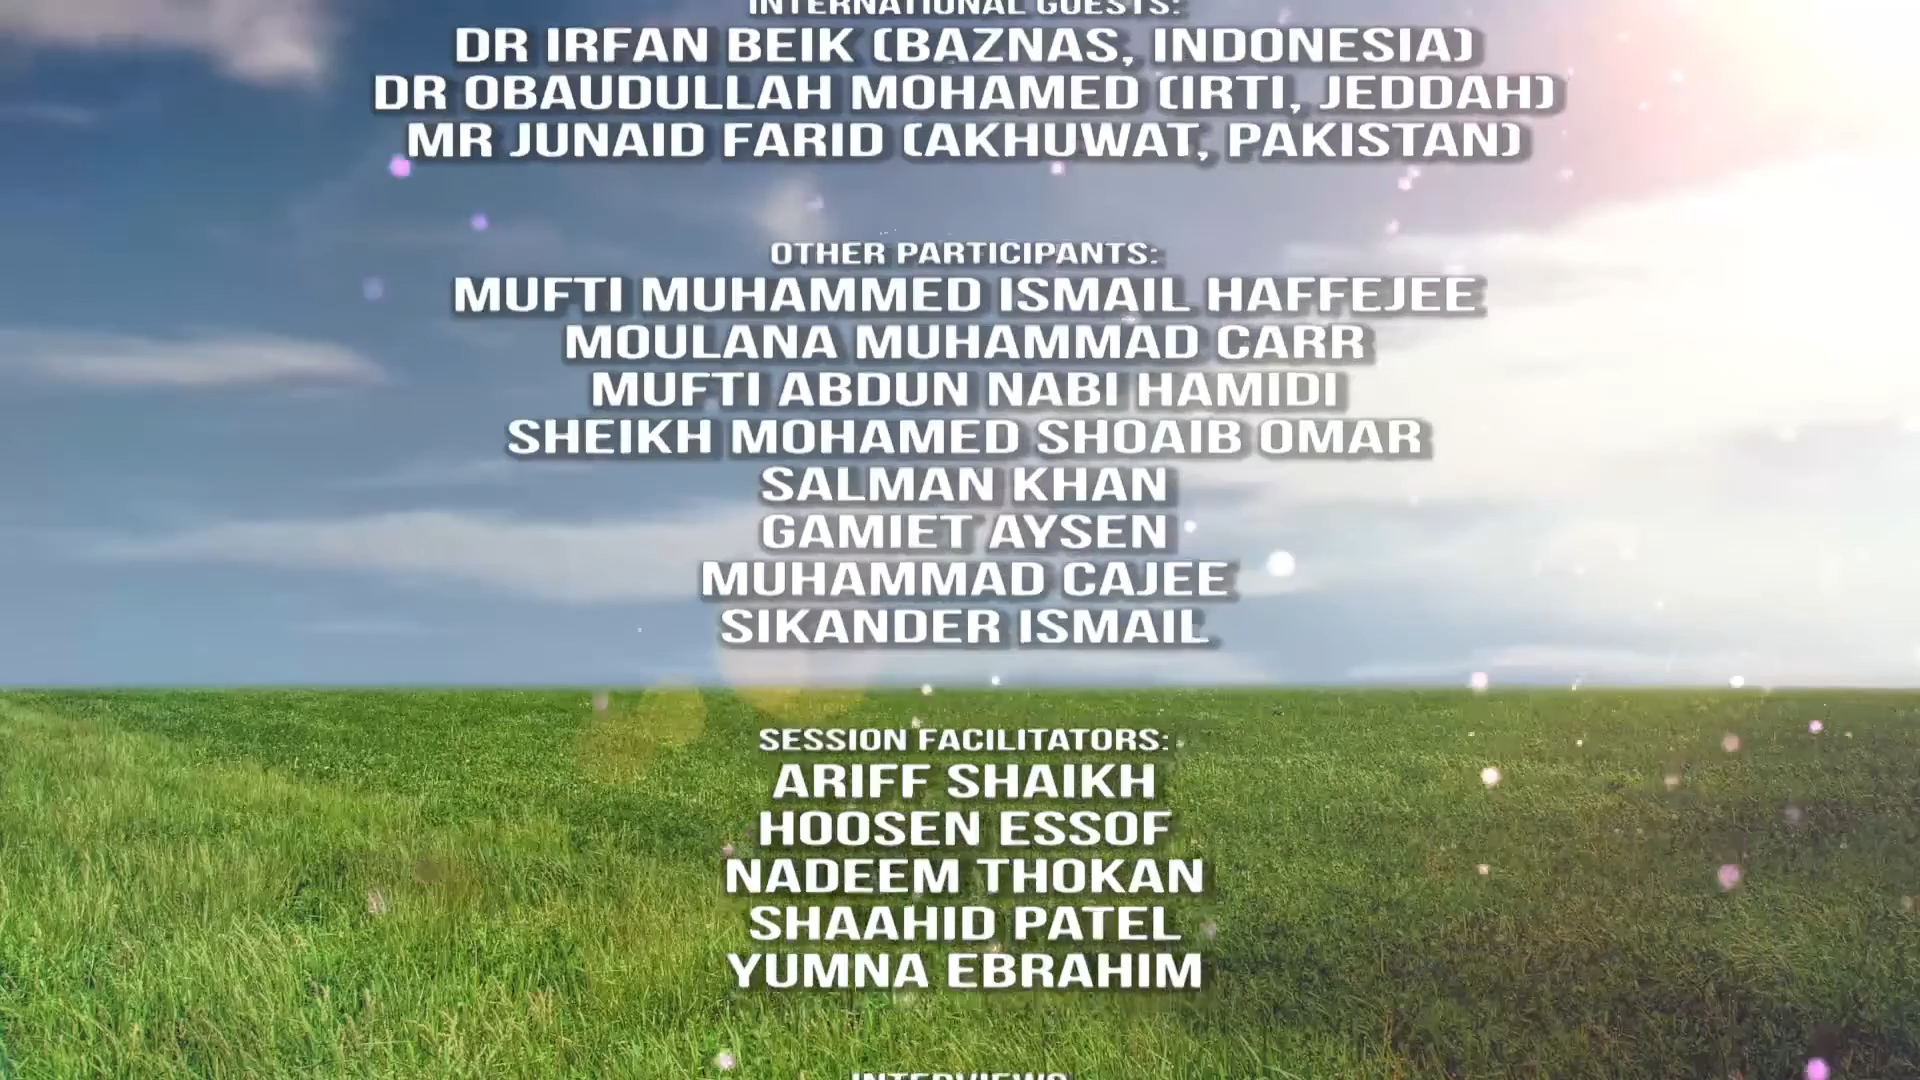 INTERNATIONAL GUESTS:
DR IRFAN BEIK (BAZNAS, INDONESIA)
DR OBAUDULLAH MOHAMED (IRTI, JEDDAH)
MR JUNAID FARID (AKHUWAT, PAKISTAN)
OTHER PARTICIPANTS:
MUFTI MUHAMMED ISMAIL HAFFEJEE
MOULANA MUHAMMAD CARR
MUFTI ABDUN NABI HAMIDI
SHEIKH MOHAMED SHOAIB OMAR
SALMAN KHAN
GAMIET AYSEN
MUHAMMAD CAJEE
SIKANDER ISMAIL
SESSION FACILITATORS:
ARIFF SHAIKH
HOOSEN ESSOF
NADEEM THOKAN
SHAAHID PATEL
YUMNA EBRAHIM
INTERVIEWS